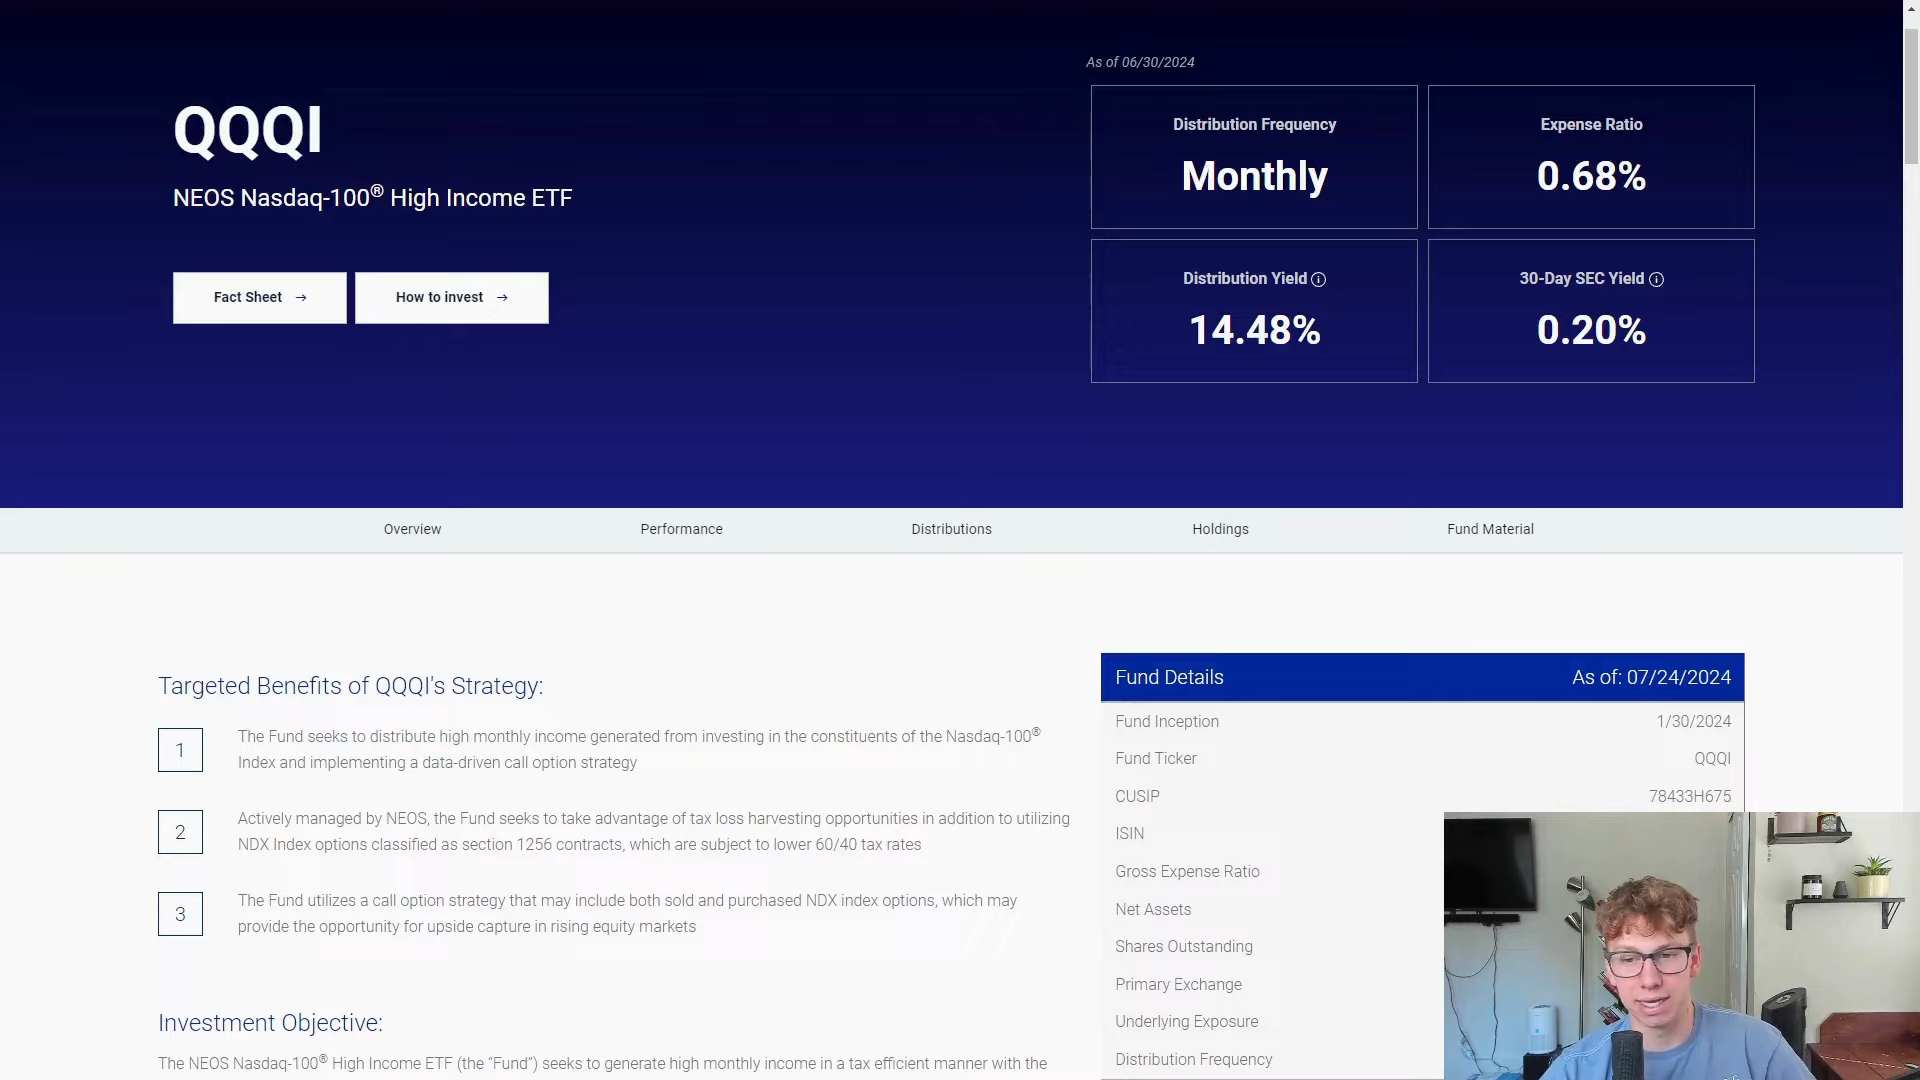 As of 06/30/2024
QQQI
NEOS Nasdaq-100® High Income ETF
Fact Sheet →
How to invest →
Distribution Frequency
Monthly
Expense Ratio
0.68%
Distribution Yield
14.48%
30-Day SEC Yield
0.20%
Overview
Performance
Distributions
Holdings
Fund Material
Targeted Benefits of QQQI's Strategy:
1
The Fund seeks to distribute high monthly income generated from investing in the constituents of the Nasdaq-100®
Index and implementing a data-driven call option strategy
2
Actively managed by NEOS, the Fund seeks to take advantage of tax loss harvesting opportunities in addition to utilizing
NDX Index options classified as section 1256 contracts, which are subject to lower 60/40 tax rates
3
The Fund utilizes a call option strategy that may include both sold and purchased NDX index options, which may
provide the opportunity for upside capture in rising equity markets
Investment Objective:
The NEOS Nasdaq-100® High Income ETF (the “Fund”) seeks to generate high monthly income in a tax efficient manner with the
Fund Details
As of: 07/24/2024
Fund Inception
1/30/2024
Fund Ticker
QQQI
CUSIP
78433H675
ISIN
Gross Expense Ratio
Net Assets
Shares Outstanding
Primary Exchange
Underlying Exposure
Distribution Frequency